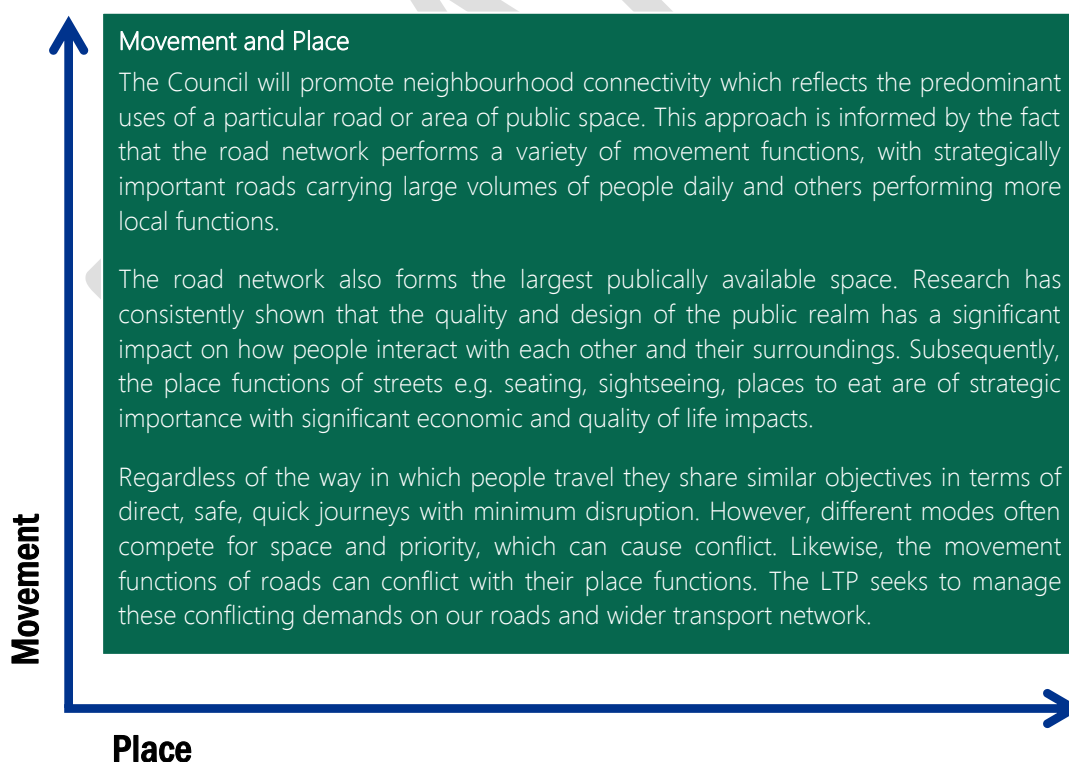 Movement and Place
The Council will promote neighbourhood connectivity which reflects the predominant
uses of a particular road or area of public space. This approach is informed by the fact
that the road network performs a variety of movement functions, with strategically
important roads carrying large volumes of people daily and others performing more
local functions.
The road network also forms the largest publically available space. Research has
consistently shown that the quality and design of the public realm has a significant
impact on how people interact with each other and their surroundings. Subsequently,
the place functions of streets e.g. seating, sightseeing, places to eat are of strategic
importance with significant economic and quality of life impacts.
Regardless of the way in which people travel they share similar objectives in terms of
direct, safe, quick journeys with minimum disruption. However, different modes often
compete for space and priority, which can cause conflict. Likewise, the movement
functions of roads can conflict with their place functions. The LTP seeks to manage
these conflicting demands on our roads and wider transport network.
Movement
Place